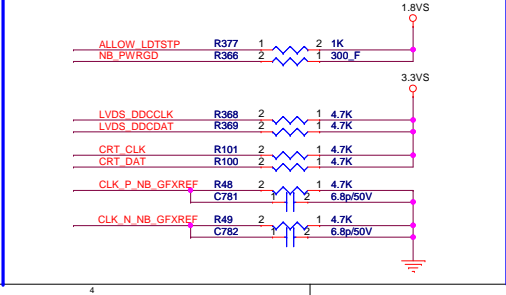 1.8VS
ALLOW_LDTSTP R377 1 2 1K
NB_PWRGD R366 2 1 300_F
3.3VS
LVDS_DDCCLK R368 2 1 4.7K
LVDS_DDCDAT R369 2 1 4.7K
CRT_CLK R101 2 1 4.7K
CRT_DAT R100 2 1 4.7K
CLK_P_NB_GFXREF R48 2 1 4.7K
C781 1 2 6.8p/50V
CLK_N_NB_GFXREF R49 2 1 4.7K
C782 1 2 6.8p/50V
4